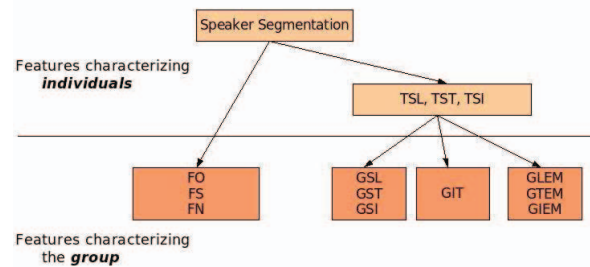 Speaker Segmentation
Features characterizing
individuals
TSL, TST, TSI
FO
FS
FN
GSL
GST
GSI
GIT
GLEM
GTEM
GIEM
Features characterizing
the group